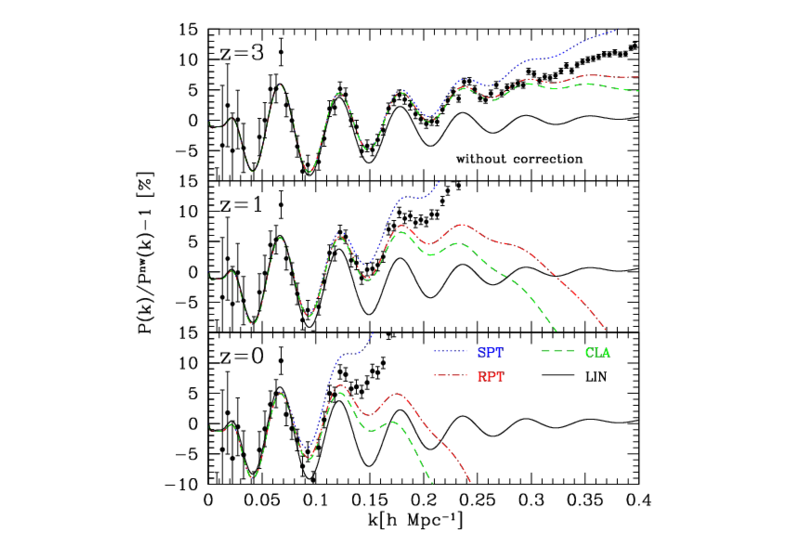 15
z=3
10
5
0
−5
without correction
15
z=1
10
5
0
−5
P(k)/Pⁿʷ(k)−1 [%]
15
z=0
SPT
CLA
10
RPT
LIN
5
0
−5
−10
0 0.05 0.1 0.15 0.2 0.25 0.3 0.35 0.4
k[h Mpc⁻¹]